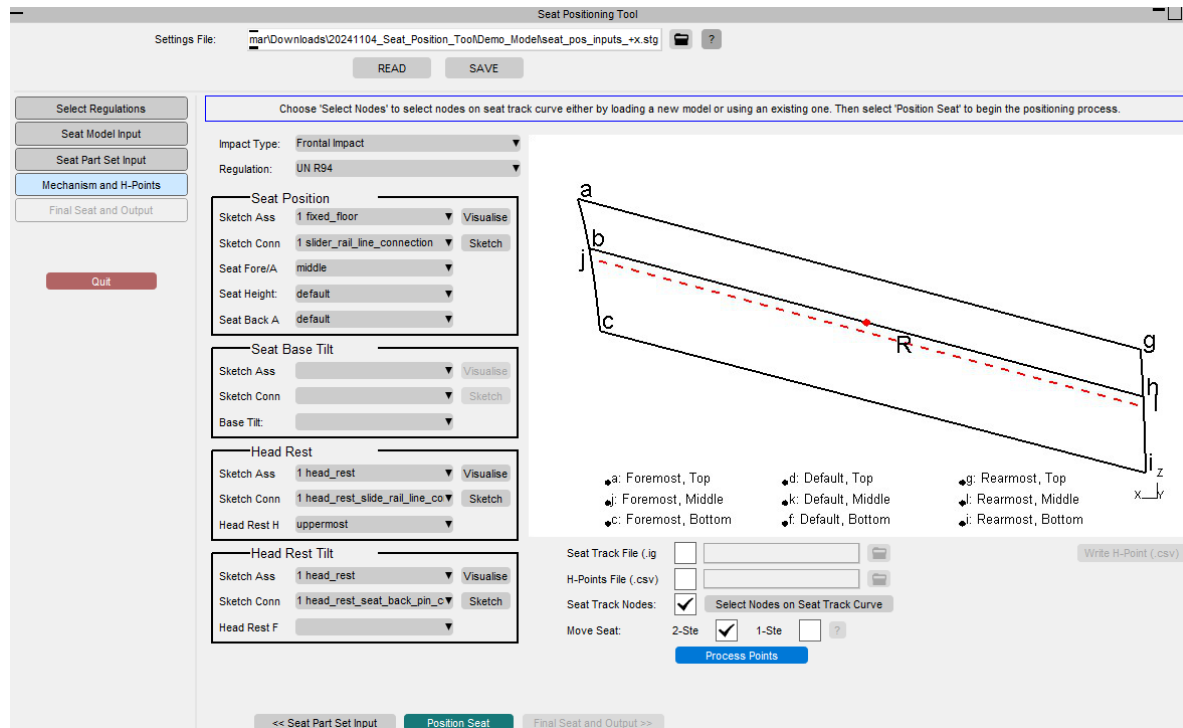 Seat Positioning Tool
Settings File: mar\Downloads\20241104_Seat_Position_Tool\Demo_Model\seat_pos_inputs_+x.stg ?
READ SAVE
Select Regulations
Seat Model Input
Seat Part Set Input
Mechanism and H-Points
Final Seat and Output
Quit
Choose 'Select Nodes' to select nodes on seat track curve either by loading a new model or using an existing one. Then select 'Position Seat' to begin the positioning process.
Impact Type: Frontal Impact
Regulation: UN R94
Seat Position
Sketch Ass 1 fixed_floor Visualise
Sketch Conn 1 slider_rail_line_connection Sketch
Seat Fore/A middle
Seat Height: default
Seat Back A default
Seat Base Tilt
Sketch Ass Visualise
Sketch Conn Sketch
Base Tilt:
Head Rest
Sketch Ass 1 head_rest Visualise
Sketch Conn 1 head_rest_slide_rail_line_co Sketch
Head Rest H uppermost
Head Rest Tilt
Sketch Ass 1 head_rest Visualise
Sketch Conn 1 head_rest_seat_back_pin_c Sketch
Head Rest F
a
b
j
c
R
g
h
l
i
Z
X Y
a: Foremost, Top d: Default, Top g: Rearmost, Top
j: Foremost, Middle k: Default, Middle l: Rearmost, Middle
c: Foremost, Bottom f: Default, Bottom i: Rearmost, Bottom
Seat Track File (.ig Write H-Point (.csv)
H-Points File (.csv)
Seat Track Nodes: Select Nodes on Seat Track Curve
Move Seat: 2-Ste 1-Ste ?
Process Points
<< Seat Part Set Input Position Seat Final Seat and Output >>